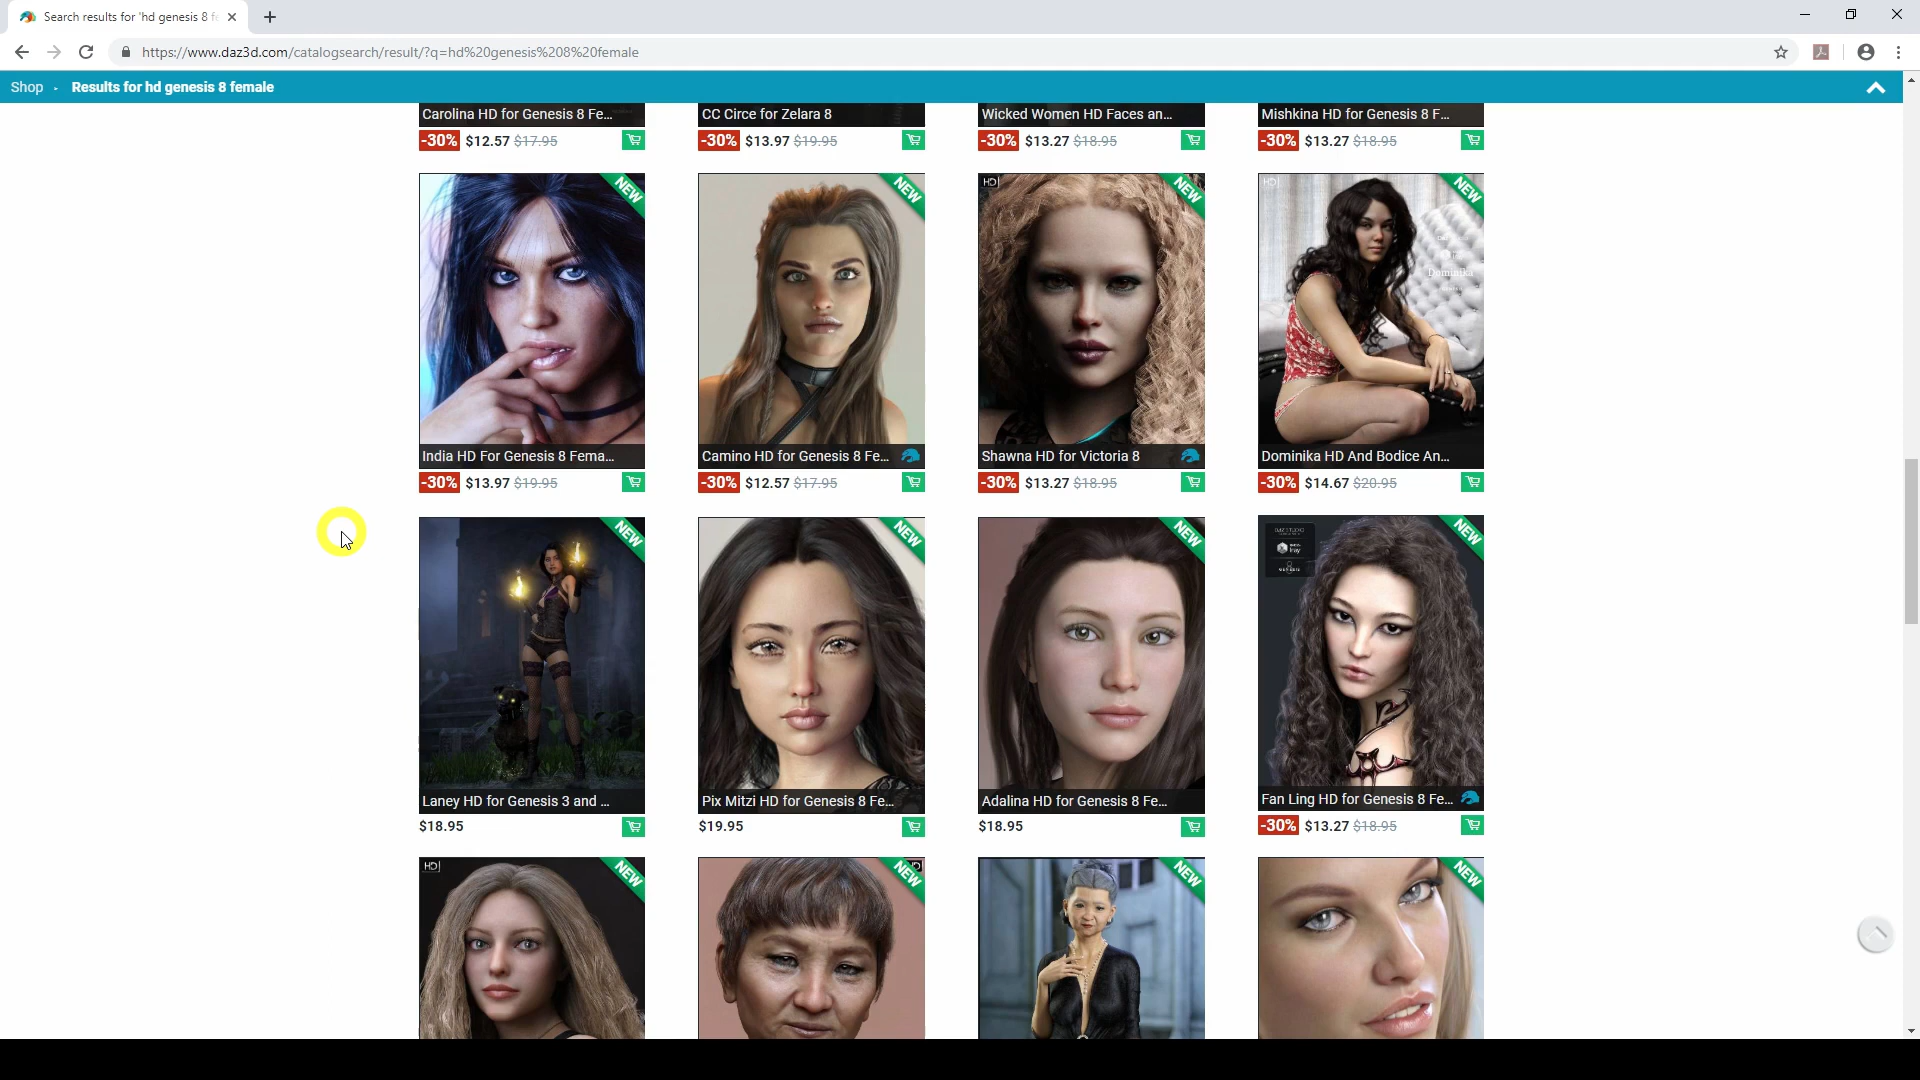 Search results for 'hd genesis 8 f
https://www.daz3d.com/catalogsearch/result/?q=hd%20genesis%208%20female
Shop
Results for hd genesis 8 female
Carolina HD for Genesis 8 Fe...
CC Circe for Zelara 8
Wicked Women HD Faces an...
Mishkina HD for Genesis 8 F...
-30% $12.57 $17.95
-30% $13.97 $19.95
-30% $13.27 $18.95
-30% $13.27 $18.95
NEW
NEW
HD
NEW
HD
NEW
Dominika
India HD For Genesis 8 Fema...
Camino HD for Genesis 8 Fe...
Shawna HD for Victoria 8
Dominika HD And Bodice An...
-30% $13.97 $19.95
-30% $12.57 $17.95
-30% $13.27 $18.95
-30% $14.67 $20.95
NEW
NEW
NEW
NEW
DAZ STUDIO
Iray
Laney HD for Genesis 3 and ...
Pix Mitzi HD for Genesis 8 Fe...
Adalina HD for Genesis 8 Fe...
Fan Ling HD for Genesis 8 Fe...
$18.95
$19.95
$18.95
-30% $13.27 $18.95
HD
NEW
NEW
NEW
NEW